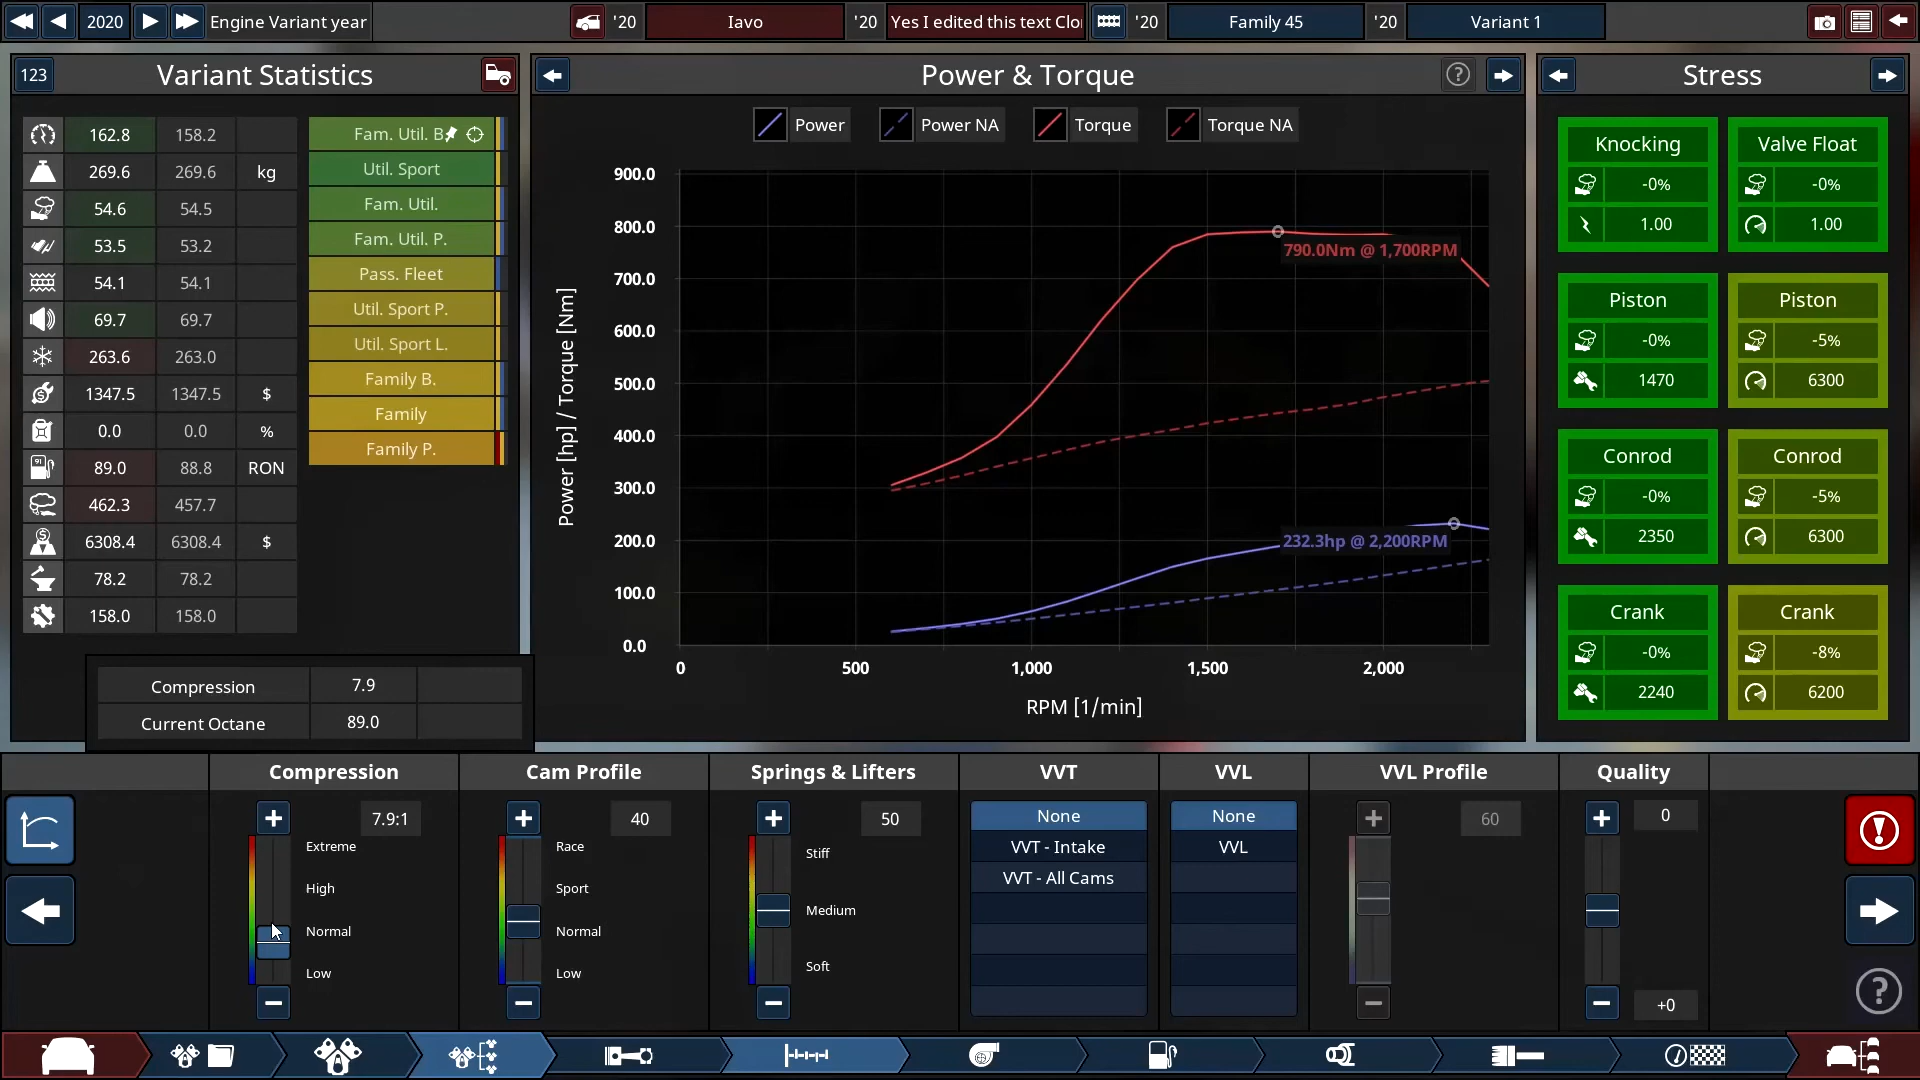 2020 Engine Variant year '20 Iavo '20 Yes I edited this text Clo '20 Family 45 '20 Variant 1
123 Variant Statistics
162.8 158.2
269.6 269.6 kg
54.6 54.5
53.5 53.2
54.1 54.1
69.7 69.7
263.6 263.0
1347.5 1347.5 $
0.0 0.0 %
89.0 88.8 RON
462.3 457.7
6308.4 6308.4 $
78.2 78.2
158.0 158.0
Fam. Util. B.
Util. Sport
Fam. Util.
Fam. Util. P.
Pass. Fleet
Util. Sport P.
Util. Sport L.
Family B.
Family
Family P.
Compression 7.9
Current Octane 89.0
Power & Torque ?
Power Power NA Torque Torque NA
Power [hp] / Torque [Nm]
900.0
800.0
700.0
600.0
500.0
400.0
300.0
200.0
100.0
0.0
790.0Nm @ 1,700RPM
232.3hp @ 2,200RPM
0 500 1,000 1,500 2,000
RPM [1/min]
Stress
Knocking Valve Float
-0% -0%
1.00 1.00
Piston Piston
-0% -5%
1470 6300
Conrod Conrod
-0% -5%
2350 6300
Crank Crank
-0% -8%
2240 6200
Compression
7.9:1
Extreme
High
Normal
Low
Cam Profile
40
Race
Sport
Normal
Low
Springs & Lifters
50
Stiff
Medium
Soft
VVT
None
VVT - Intake
VVT - All Cams
VVL
None
VVL
VVL Profile
60
Quality
0
+0
?